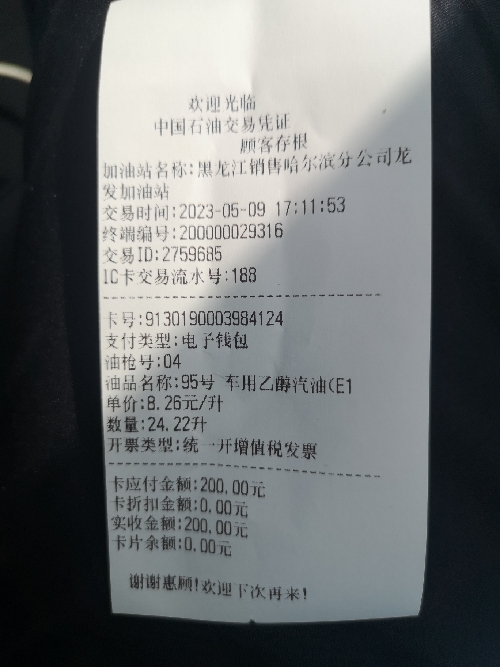 欢迎光临
中国石油交易凭证
顾客存根
加油站名称:黑龙江销售哈尔滨分公司龙
发加油站
交易时间:2023-05-09 17:11:53
终端编号:200000029316
交易ID:2759685
IC卡交易流水号:188
卡号:9130190003984124
支付类型:电子钱包
油枪号:04
油品名称:95号 车用乙醇汽油(E1
单价:8.26元/升
数量:24.22升
开票类型:统一开增值税发票
卡应付金额:200.00元
卡折扣金额:0.00元
实收金额:200.00元
卡片余额:0.00元
谢谢惠顾!欢迎下次再来!